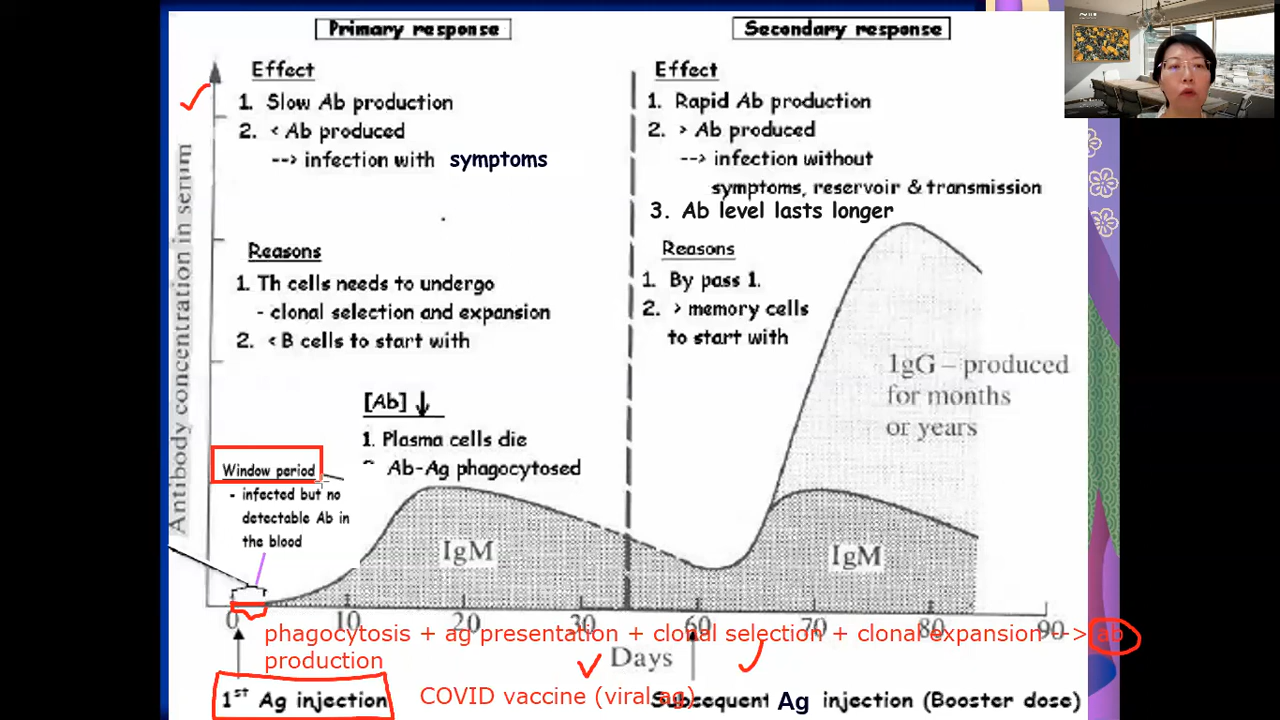 Primary response
Effect
1. Slow Ab production
2. < Ab produced
--> infection with symptoms
Reasons
1. Th cells needs to undergo
- clonal selection and expansion
2. < B cells to start with
[Ab] ↓
1. Plasma cells die
Ab-Ag phagocytosed
Window period
- infected but no
detectable Ab in
the blood
IgM
Secondary response
Effect
1. Rapid Ab production
2. > Ab produced
--> infection without
symptoms, reservoir & transmission
3. Ab level lasts longer
Reasons
1. By pass 1.
2. > memory cells
to start with
IgG – produced
for months
or years
IgM
Antibody concentration in serum
0 10 20 30 60 70 80 90
phagocytosis + ag presentation + clonal selection + clonal expansion --> ab
production
Days
1st Ag injection
COVID vaccine (viral ag)
Subsequent Ag injection (Booster dose)